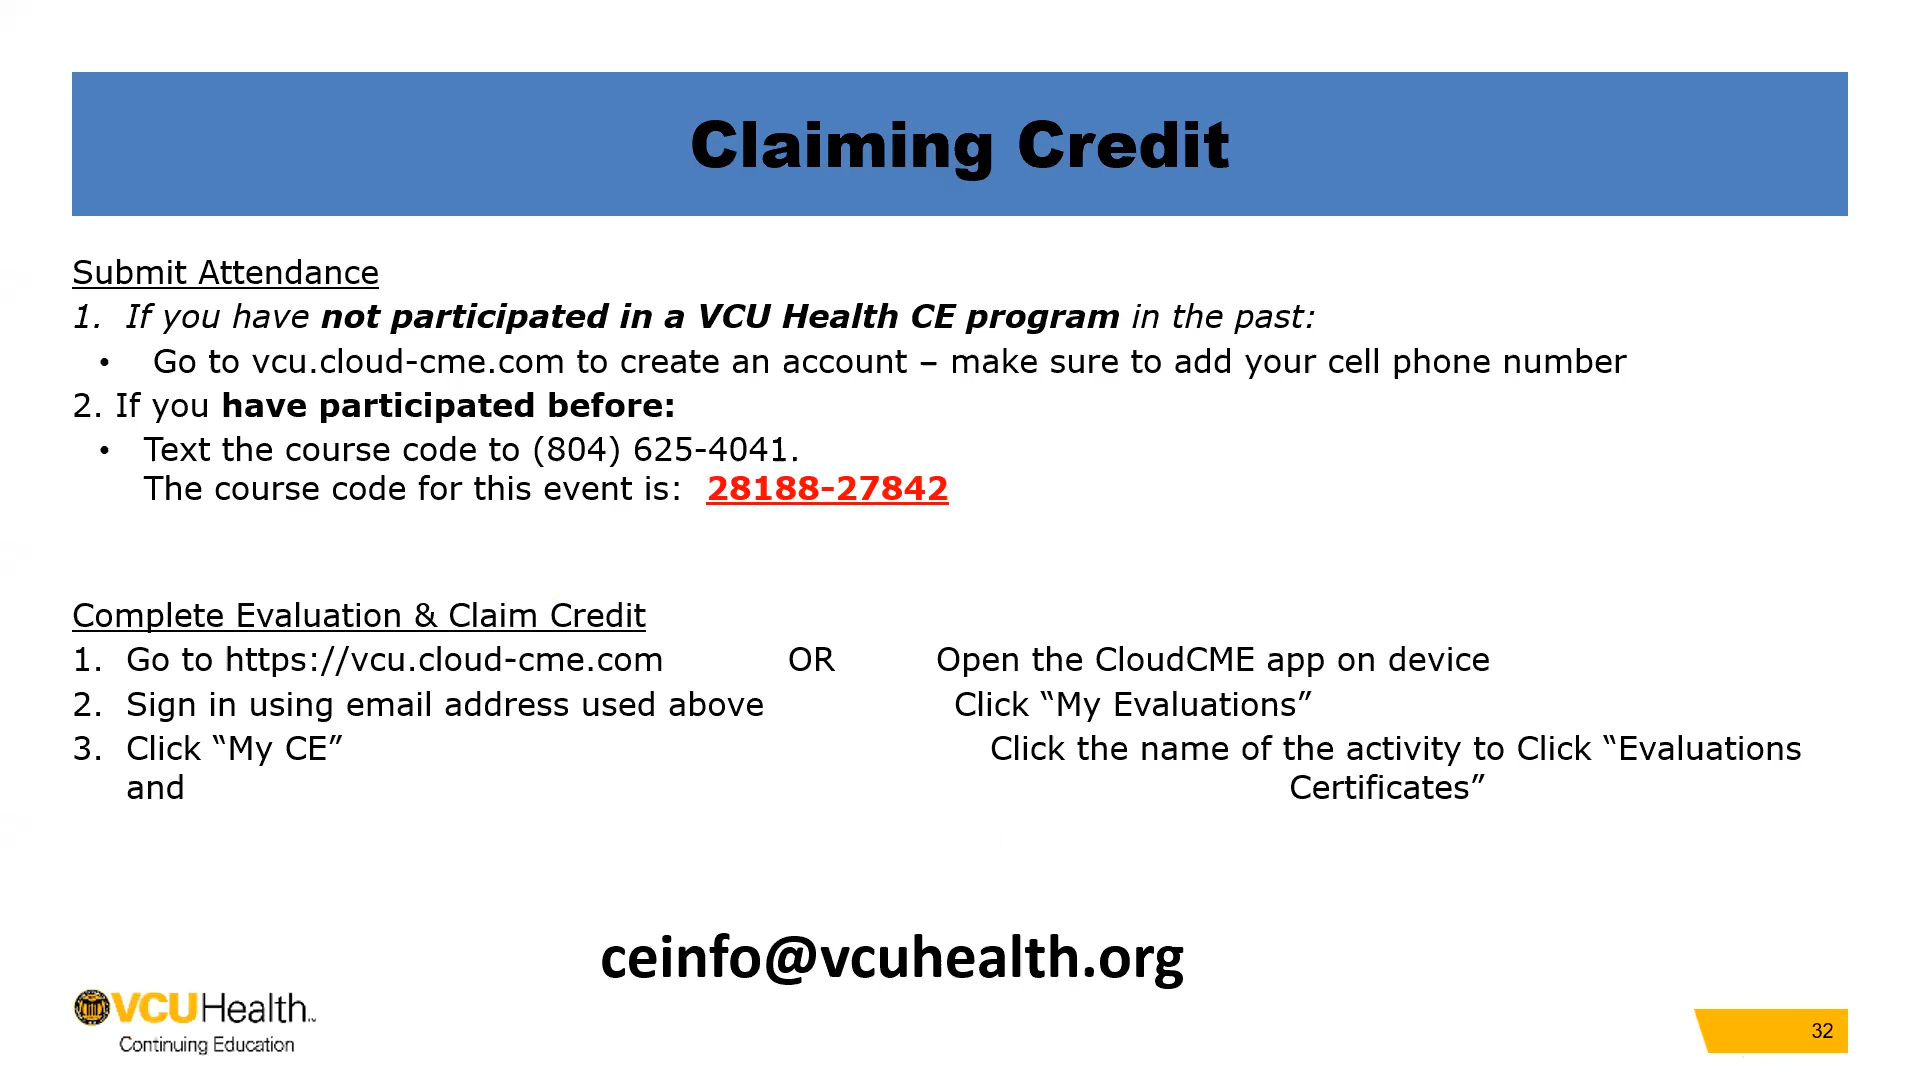 Claiming Credit
Submit Attendance
1. If you have not participated in a VCU Health CE program in the past:
• Go to vcu.cloud-cme.com to create an account – make sure to add your cell phone number
2. If you have participated before:
• Text the course code to (804) 625-4041.
The course code for this event is: 28188-27842
Complete Evaluation & Claim Credit
1. Go to https://vcu.cloud-cme.com OR Open the CloudCME app on device
2. Sign in using email address used above Click “My Evaluations”
3. Click “My CE” Click the name of the activity to Click “Evaluations
and Certificates”
ceinfo@vcuhealth.org
VCUHealth™
Continuing Education
32